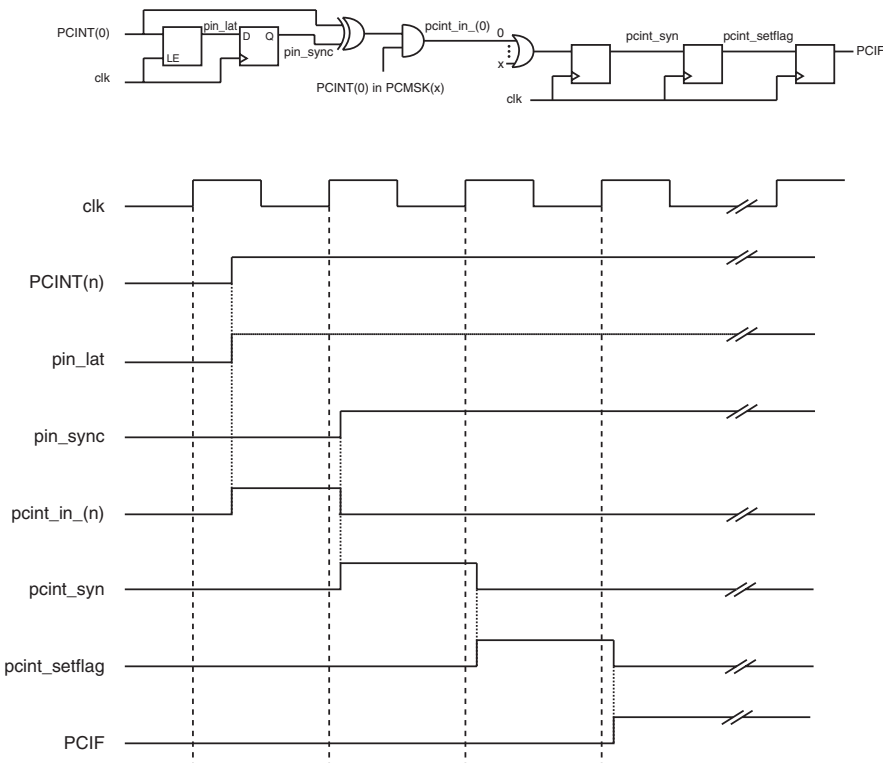 PCINT(0)
pin_lat
D Q
LE
pin_sync
clk
pcint_in_(0)
0
x
PCINT(0) in PCMSK(x)
pcint_syn
pcint_setflag
PCIF
clk
clk
PCINT(n)
pin_lat
pin_sync
pcint_in_(n)
pcint_syn
pcint_setflag
PCIF